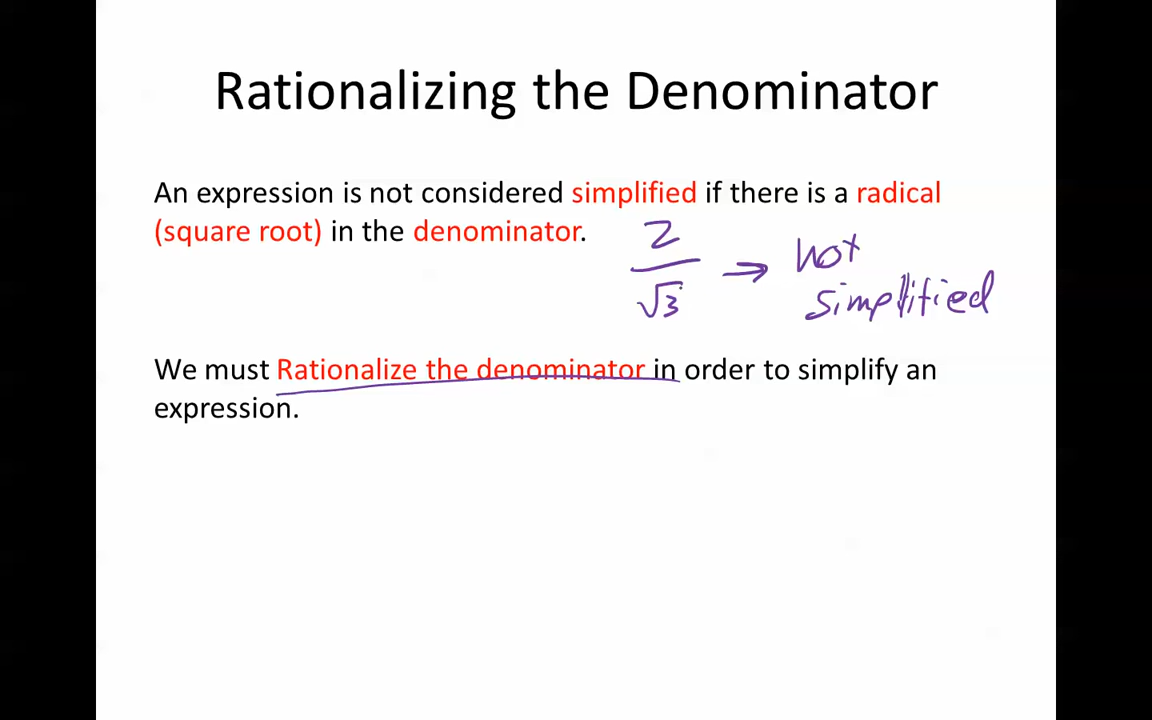 Rationalizing the Denominator
An expression is not considered simplified if there is a radical
(square root) in the denominator.
2
√3
→ not
simplified
We must Rationalize the denominator in order to simplify an
expression.